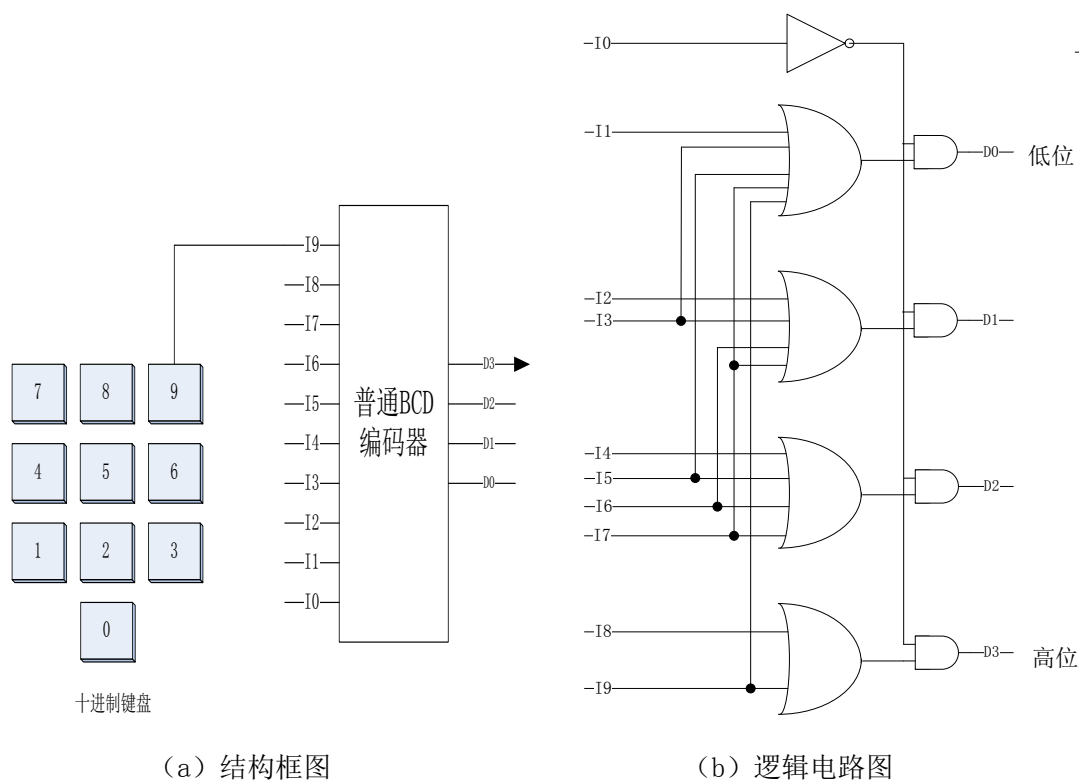 I9
I8
I7
I6
I5
I4
I3
I2
I1
I0
普通BCD
编码器
D3
D2
D1
D0
7 8 9
4 5 6
1 2 3
0
十进制键盘
(a) 结构框图
I0
I1
I2
I3
I4
I5
I6
I7
I8
I9
D0 低位
D1
D2
D3 高位
(b) 逻辑电路图